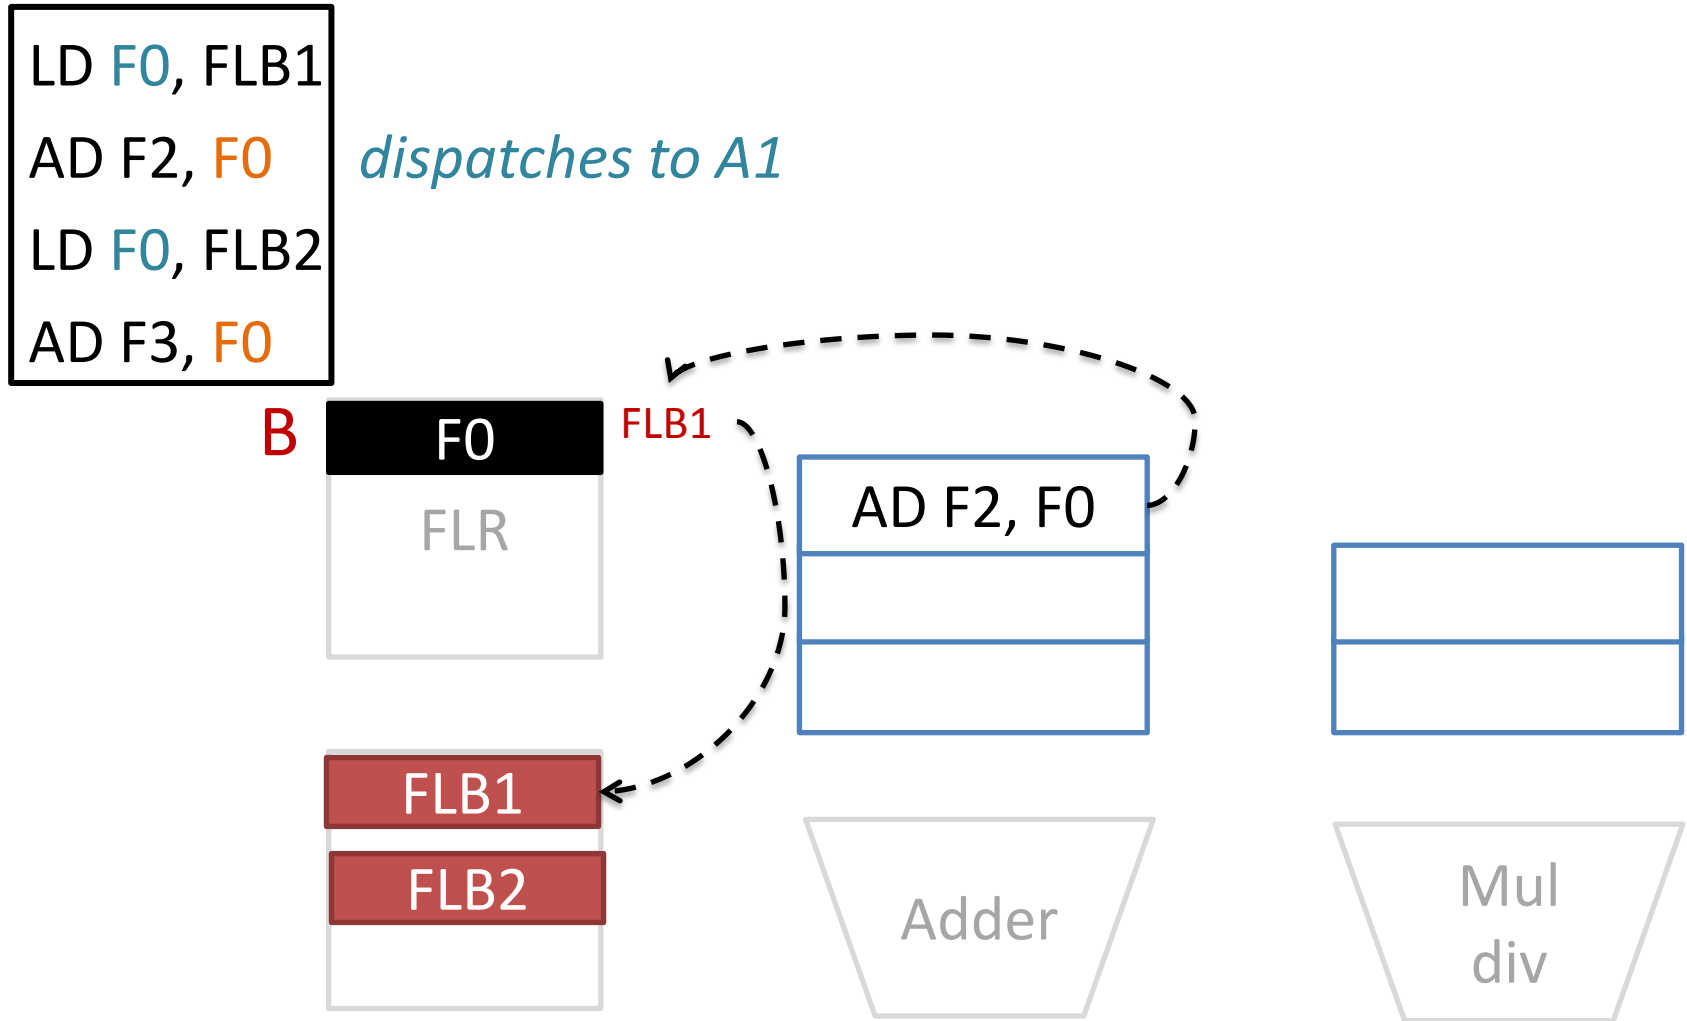 LD F0, FLB1
AD F2, F0
dispatches to A1
LD F0, FLB2
AD F3, F0
B
F0
FLB1
FLR
AD F2, F0
FLB1
FLB2
Adder
Mul
div